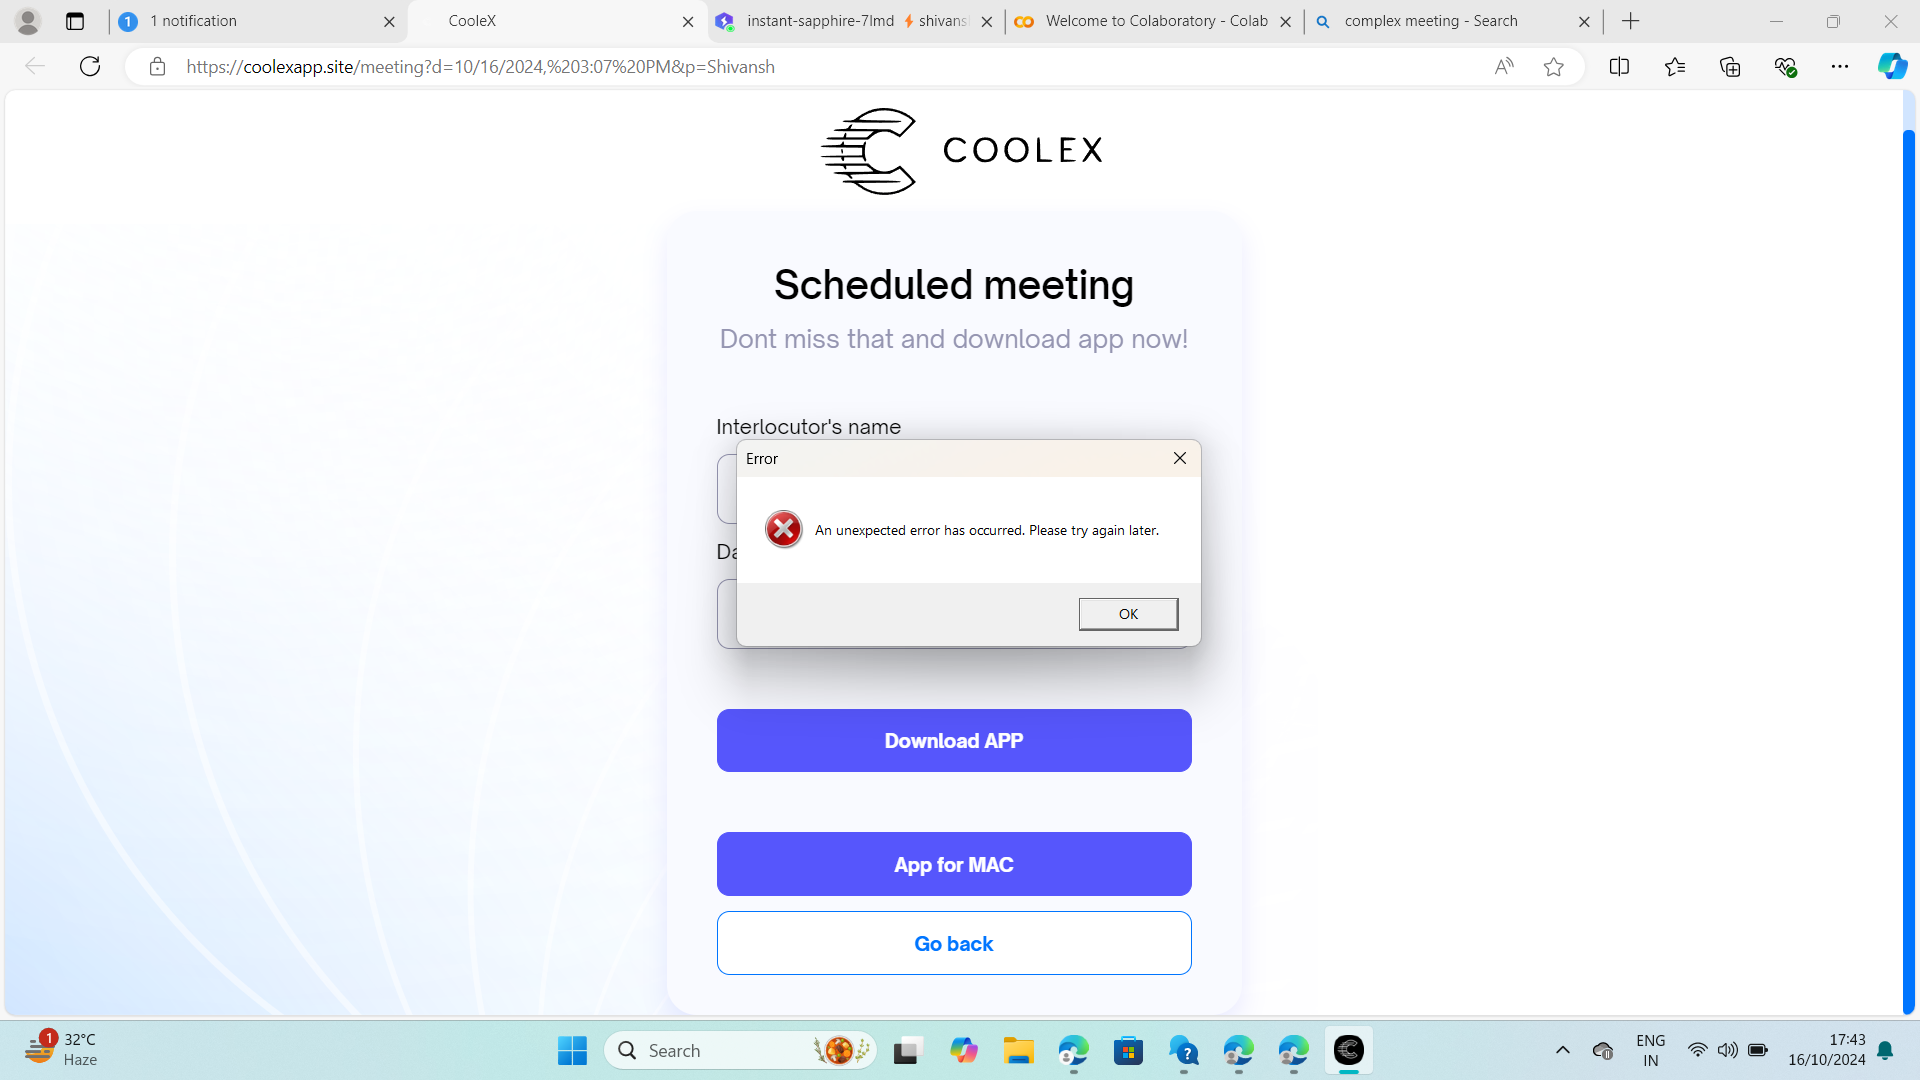 1 notification
CooleX
instant-sapphire-7lmd
shivans
Welcome to Colaboratory - Colab
complex meeting - Search
https://coolexapp.site/meeting?d=10/16/2024,%203:07%20PM&p=Shivansh
COOLEX
Scheduled meeting
Dont miss that and download app now!
Interlocutor's name
Error
An unexpected error has occurred. Please try again later.
Da
OK
Download APP
App for MAC
Go back
1
32°C
Haze
Search
ENG
IN
17:43
16/10/2024